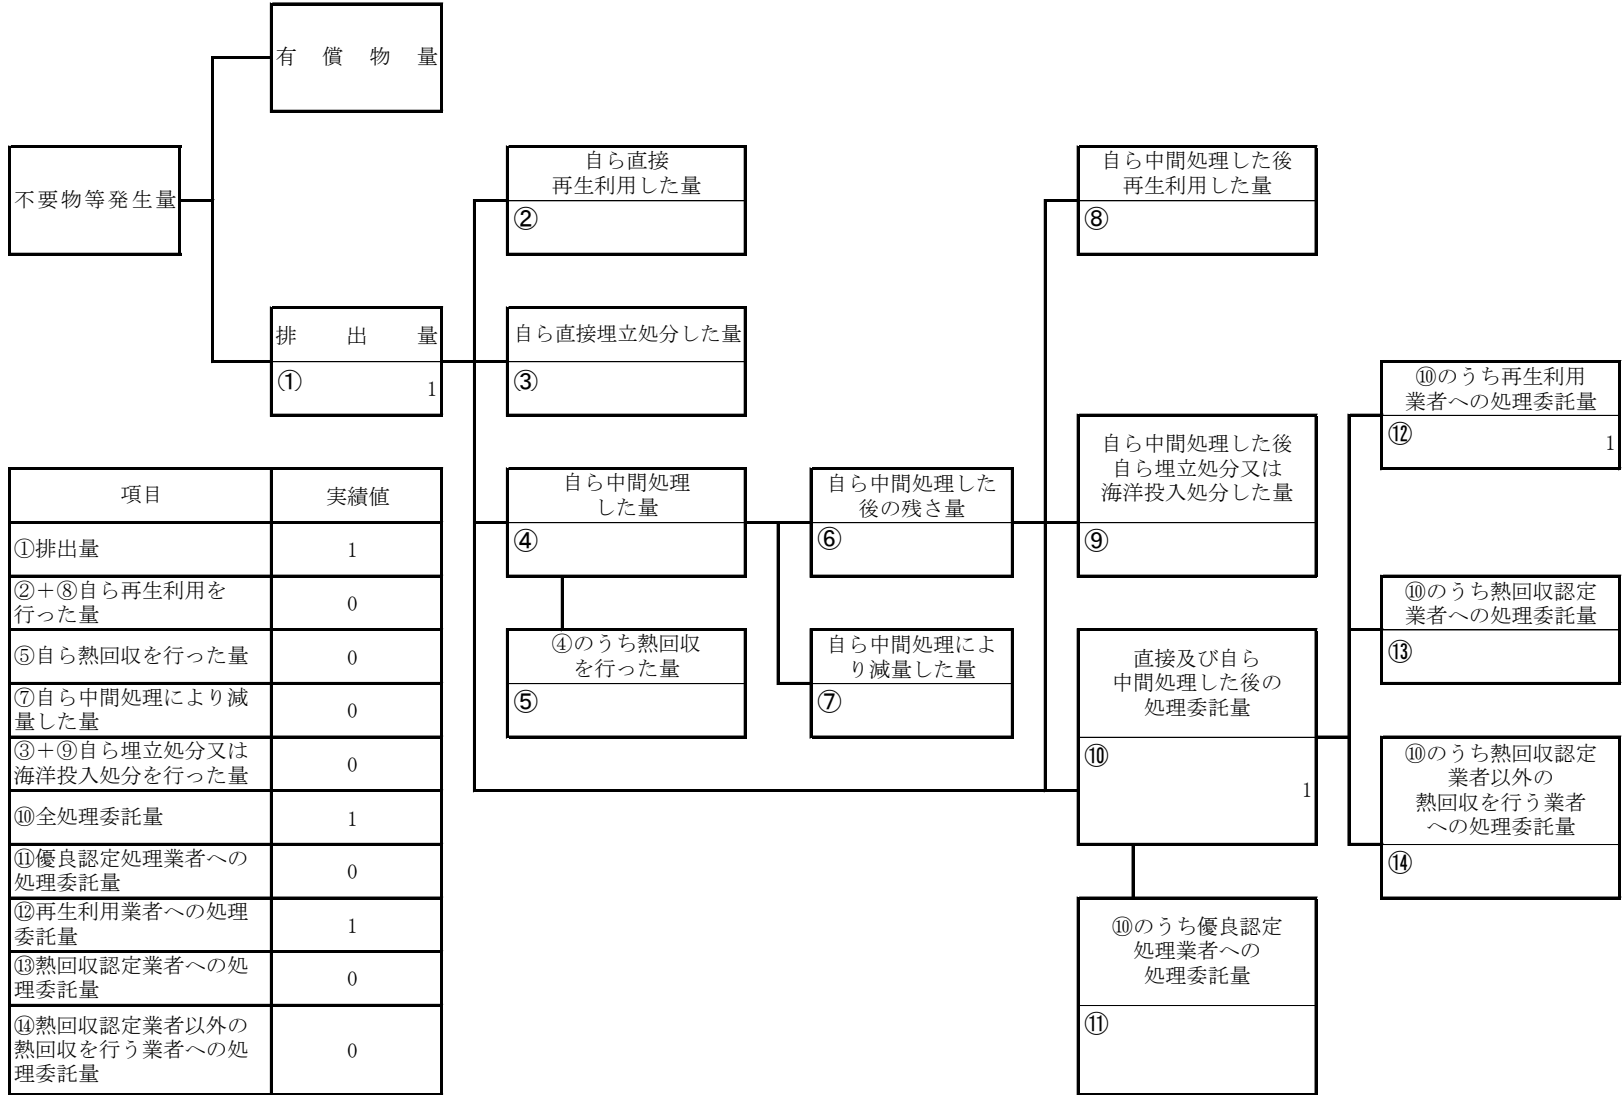 有償物量
不要物等発生量
排出量
①
1
自ら直接
再生利用した量
②
自ら直接埋立処分した量
③
自ら中間処理
した量
④
④のうち熱回収
を行った量
⑤
自ら中間処理した
後の残さ量
⑥
自ら中間処理によ
り減量した量
⑦
自ら中間処理した後
再生利用した量
⑧
自ら中間処理した後
自ら埋立処分又は
海洋投入処分した量
⑨
直接及び自ら
中間処理した後の
処理委託量
⑩
1
⑩のうち優良認定
処理業者への
処理委託量
⑪
⑩のうち再生利用
業者への処理委託量
⑫
1
⑩のうち熱回収認定
業者への処理委託量
⑬
⑩のうち熱回収認定
業者以外の
熱回収を行う業者
への処理委託量
⑭
項目 実績値
①排出量 1
②＋⑧自ら再生利用を
行った量 0
⑤自ら熱回収を行った量 0
⑦自ら中間処理により減
量した量 0
③＋⑨自ら埋立処分又は
海洋投入処分を行った量 0
⑩全処理委託量 1
⑪優良認定処理業者への
処理委託量 0
⑫再生利用業者への処理
委託量 1
⑬熱回収認定業者への処
理委託量 0
⑭熱回収認定業者以外の
熱回収を行う業者への処
理委託量 0